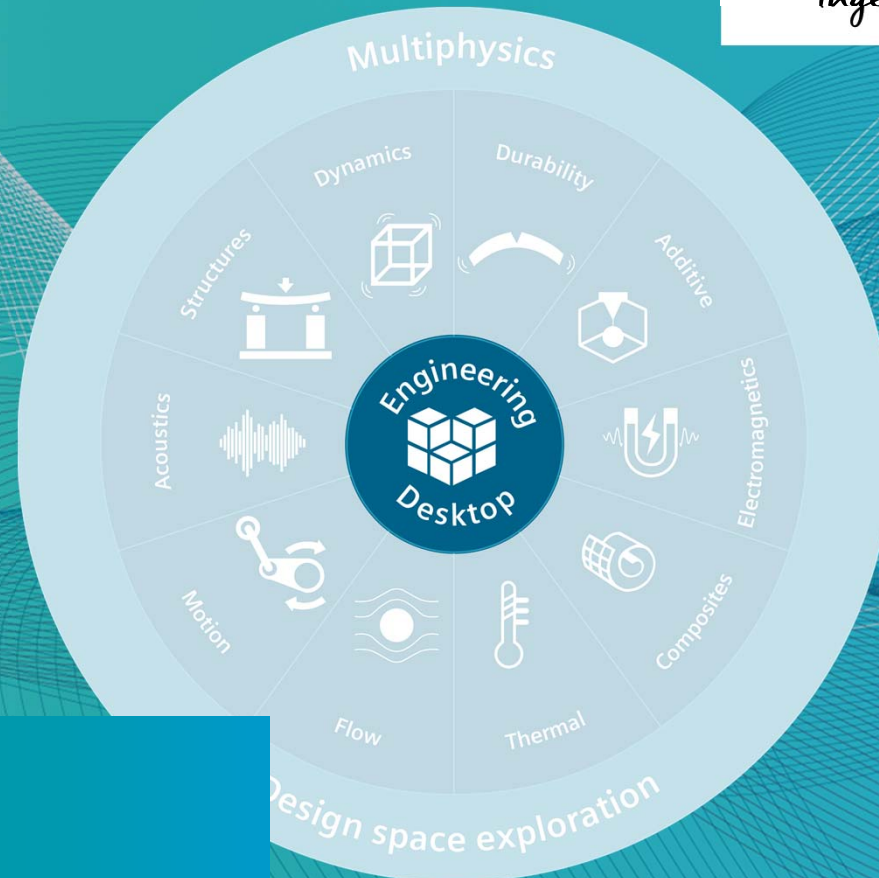 Multiphysics
Dynamics
Durability
Structures
Additive
Acoustics
Electromagnetics
Engineering
Desktop
Motion
Composites
Flow
Thermal
Design space exploration